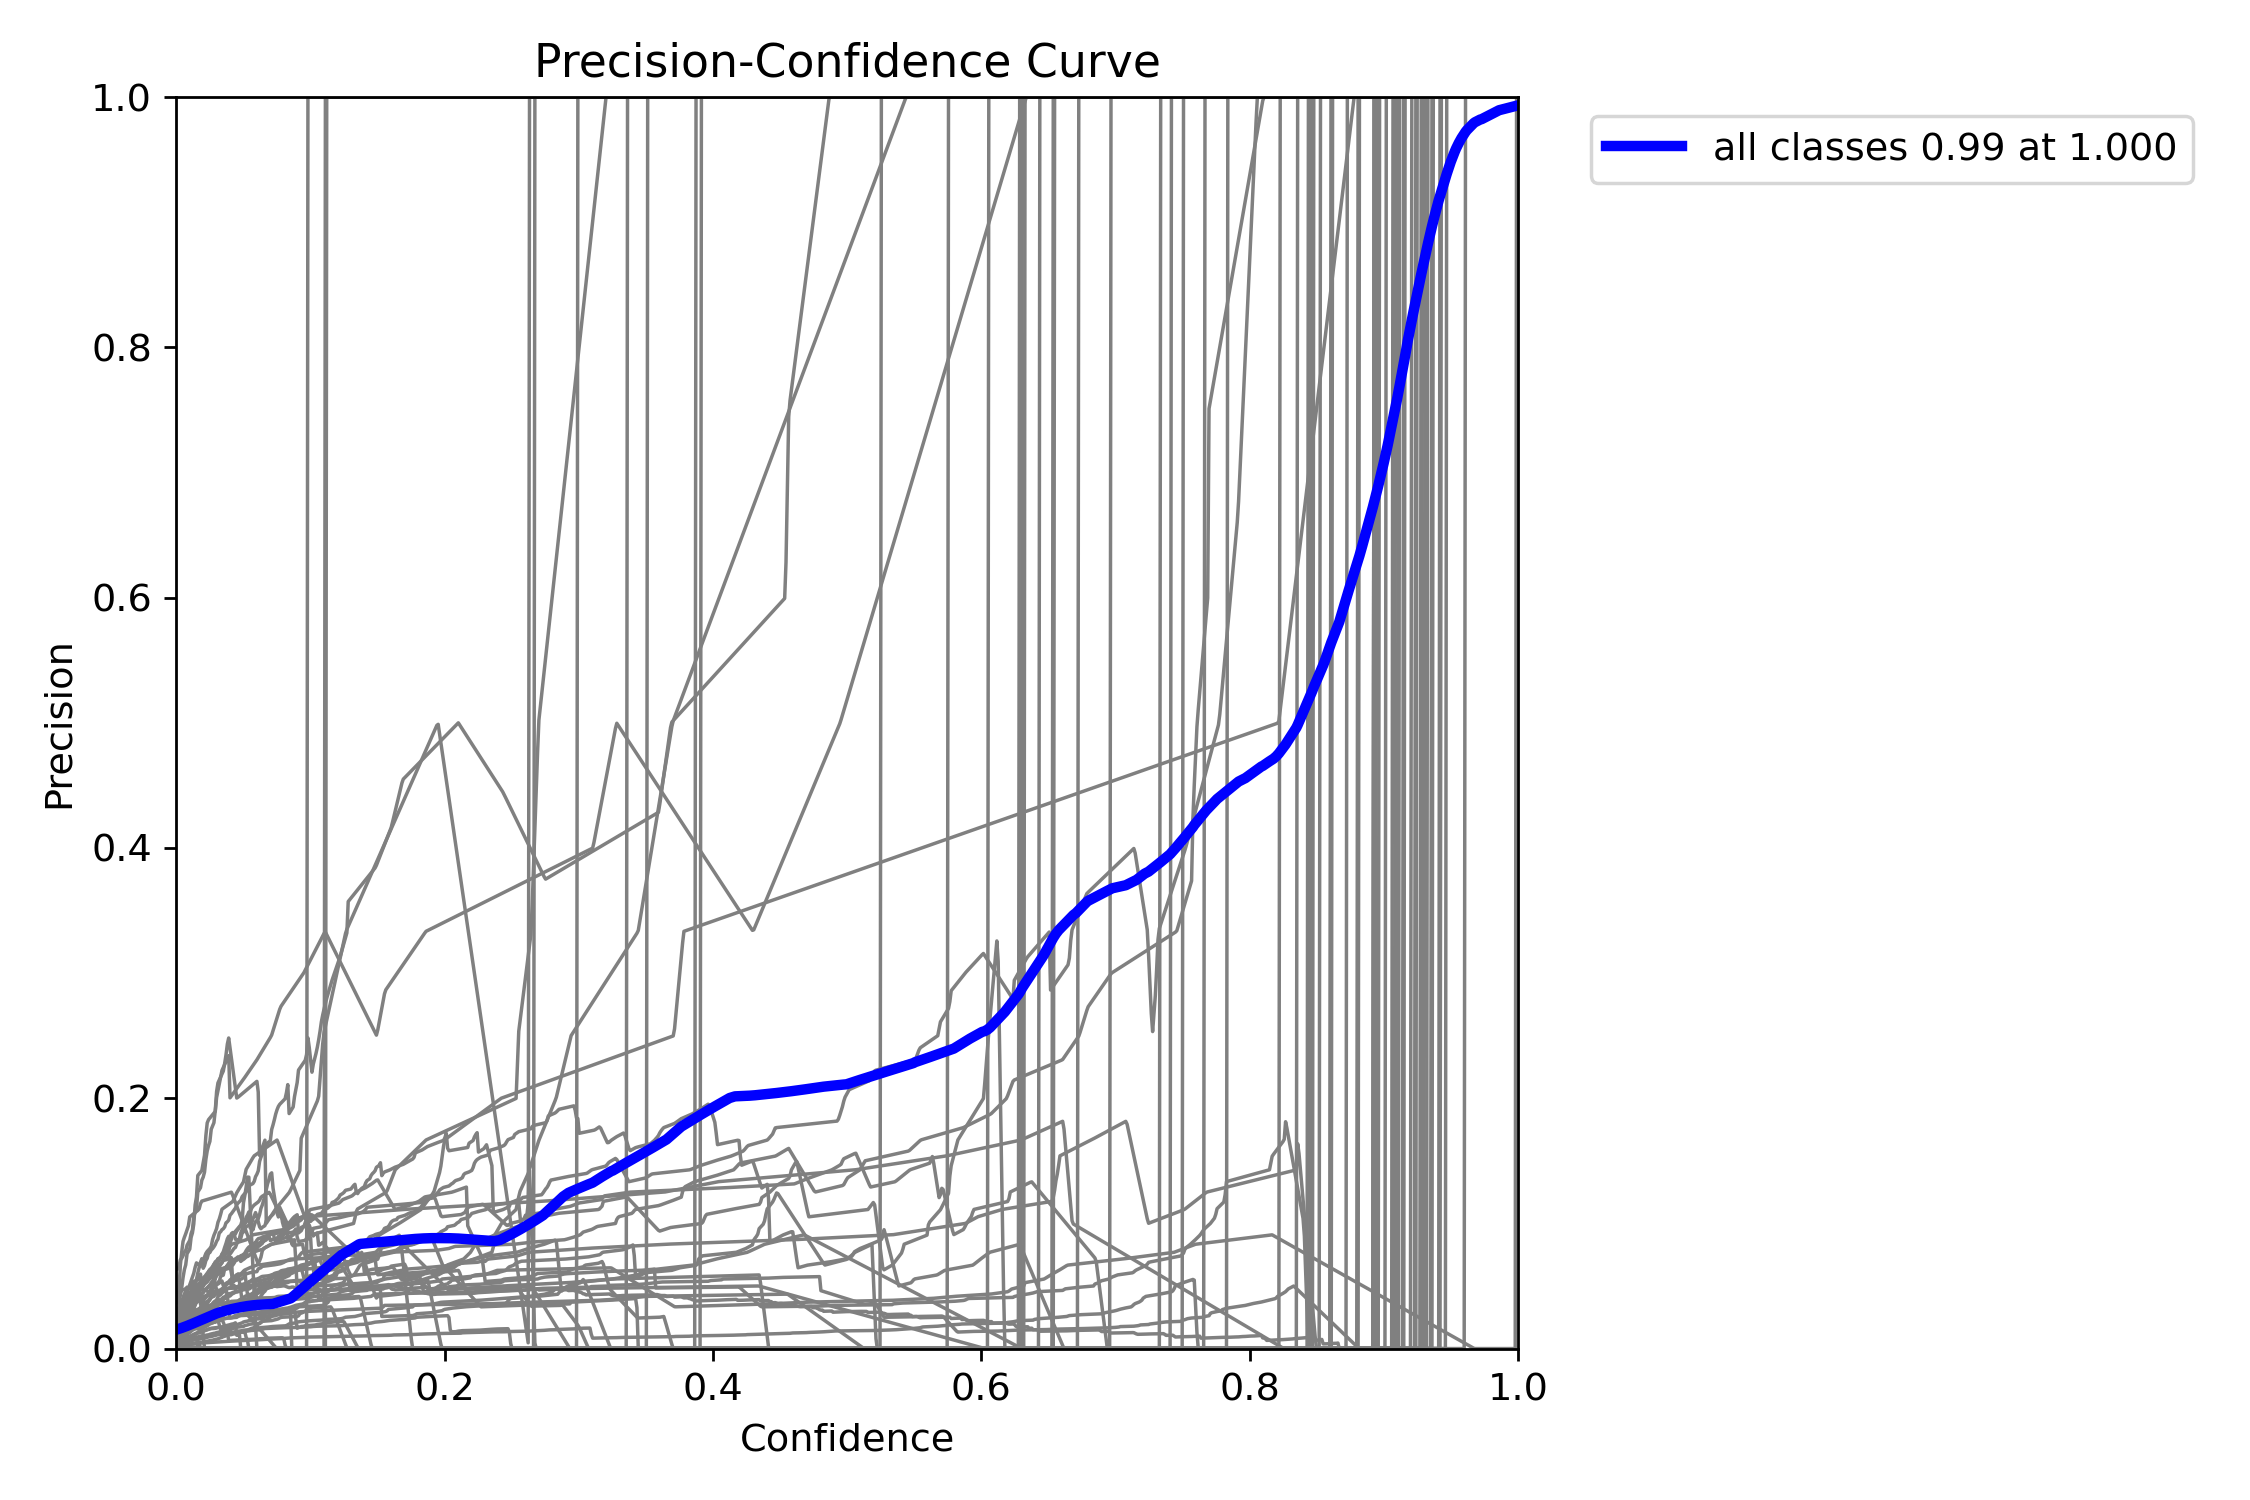 Precision-Confidence Curve
all classes 0.99 at 1.000
1.0
0.8
0.6
0.4
0.2
0.0
Precision
0.0 0.2 0.4 0.6 0.8 1.0
Confidence